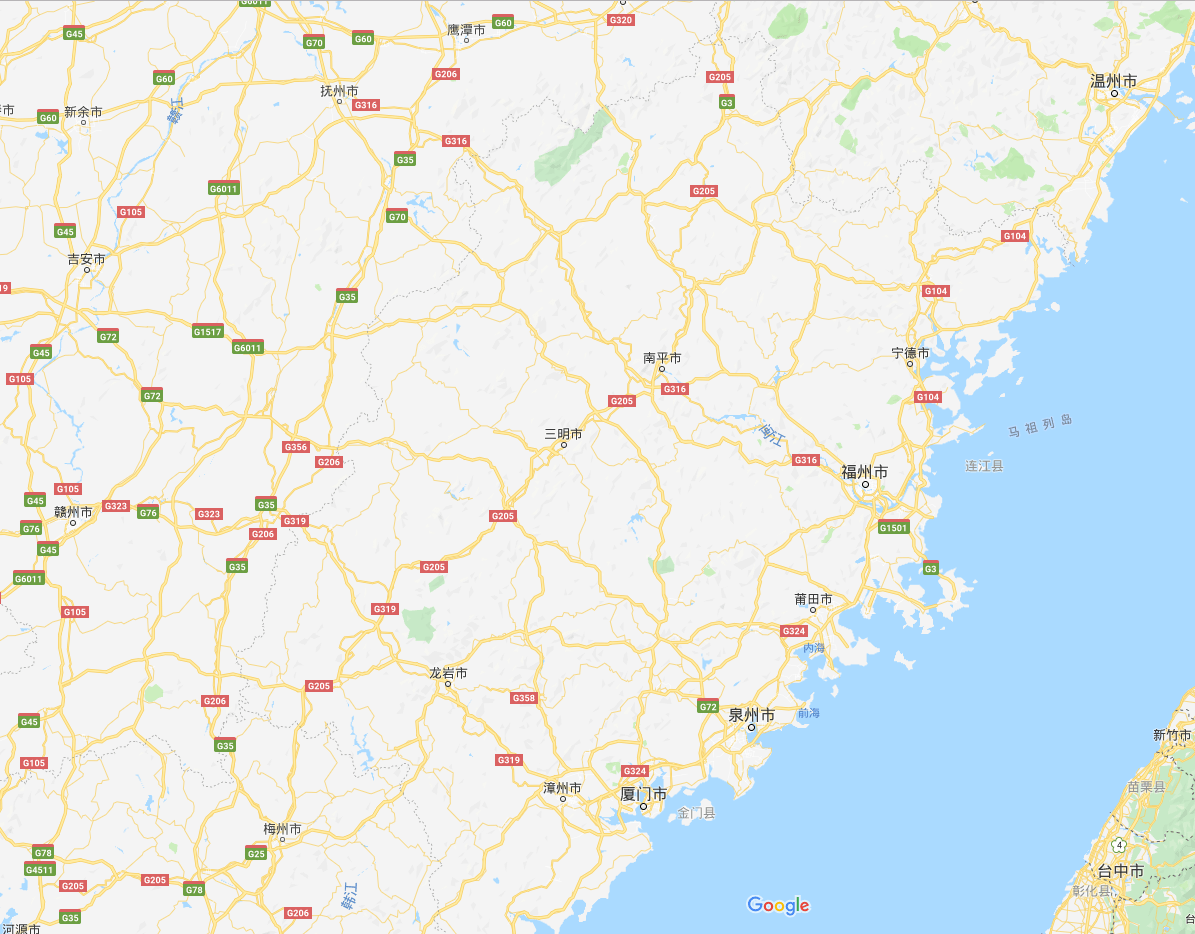 G6011
G45
G70
G60
鹰潭市
G60
G320
G60
G206
G205
温州市
抚州市
G316
G3
市
新余市
G60
赣江
G316
G35
G6011
G205
G105
G70
G45
G104
吉安市
19
G35
G104
G1517
G72
G6011
G45
宁德市
南平市
G105
G316
G72
G205
G104
马祖列岛
三明市
闽江
G356
G206
G316
福州市
连江县
G105
G45
G323
G76
G323
G35
赣州市
G205
G319
G1501
G76
G206
G45
G35
G205
G3
G6011
G105
G319
莆田市
G324
内海
龙岩市
G205
G358
G206
G72
泉州市
前海
G45
G35
新竹市
G105
G319
G324
苗栗县
漳州市
厦门市
金门县
梅州市
4
G78
G25
G4511
台中市
G205
G205
G78
彰化县
韩江
Google
G206
G35
河源市
台